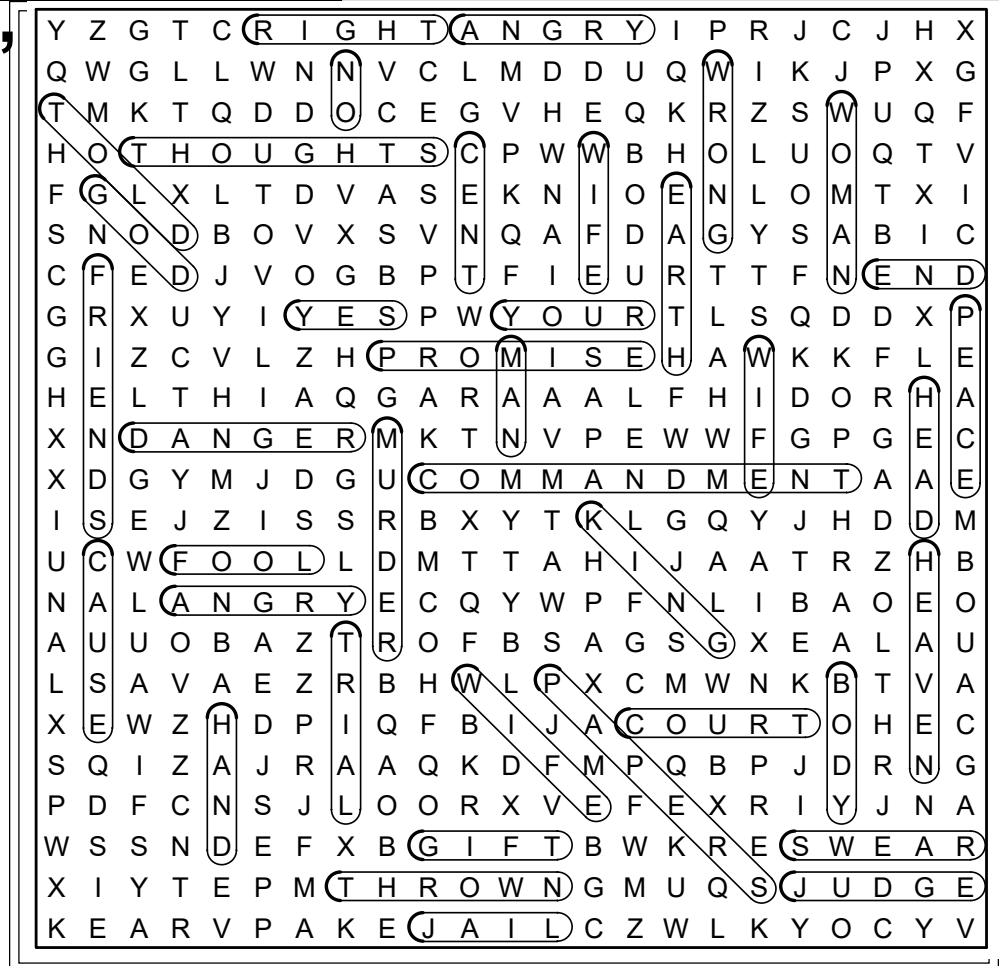 Y Z G T C R I G H T A N G R Y I P R J C J H X
Q W G L L W N N V C L M D D U Q W I K J P X G
T M K T Q D D O C E G V H E Q K R Z S W U Q F
H O T H O U G H T S C P W W B H O L U O Q T V
F G L X L T D V A S E K N I O E N L O M T X I
S N O D B O V X S V N Q A F D A G Y S A B I C
C F E D J V O G B P T F I E U R T T F N E N D
G R X U Y I Y E S P W Y O U R T L S Q D D X P
G I Z C V L Z H P R O M I S E H A W K K F L E
H E L T H I A Q G A R A A A L F H I D O R H A
X N D A N G E R M K T N V P E W W F G P G E C
X D G Y M J D G U C O M M A N D M E N T A A E
I S E J Z I S S R B X Y T K L G Q Y J H D D M
U C W F O O L L D M T T A H I J A A T R Z H B
N A L A N G R Y E C Q Y W P F N L I B A O E O
A U U O B A Z T R O F B S A G S G X E A L A U
L S A V A E Z R B H W L P X C M W N K B T V A
X E W Z H D P I Q F B I J A C O U R T O H E C
S Q I Z A J R A A Q K D F M P Q B P J D R N G
P D F C N S J L O O R X V E F E X R I Y J N A
W S S N D E F X B G I F T B W K R E S W E A R
X I Y T E P M T H R O W N G M U Q S J U D G E
K E A R V P A K E J A I L C Z W L K Y O C Y V